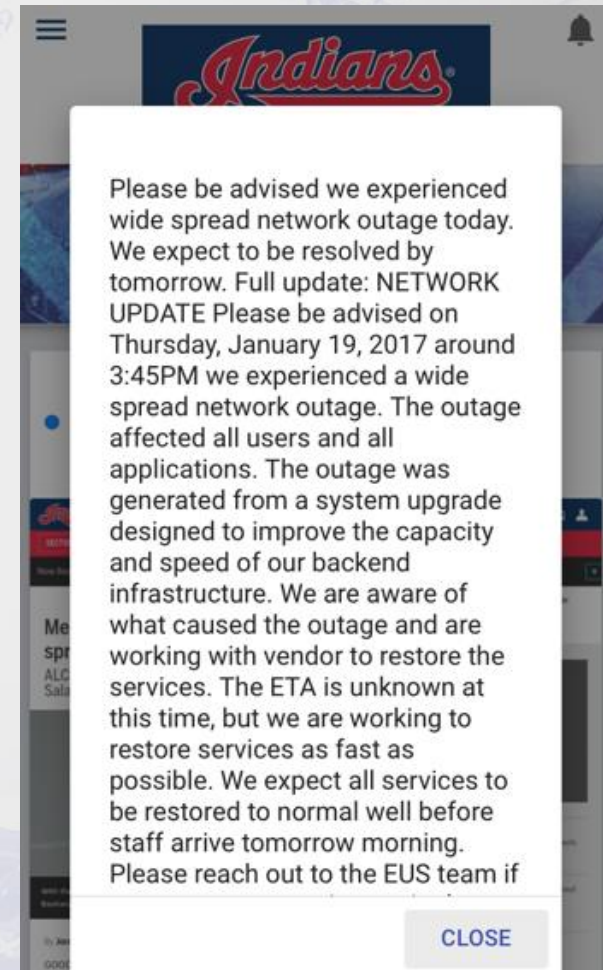 Indians
Please be advised we experienced
wide spread network outage today.
We expect to be resolved by
tomorrow. Full update: NETWORK
UPDATE Please be advised on
Thursday, January 19, 2017 around
3:45PM we experienced a wide
spread network outage. The outage
affected all users and all
applications. The outage was
generated from a system upgrade
designed to improve the capacity
and speed of our backend
infrastructure. We are aware of
what caused the outage and are
working with vendor to restore the
services. The ETA is unknown at
this time, but we are working to
restore services as fast as
possible. We expect all services to
be restored to normal well before
staff arrive tomorrow morning.
Please reach out to the EUS team if
CLOSE
Me
spr
ALC
Sala
GOOD